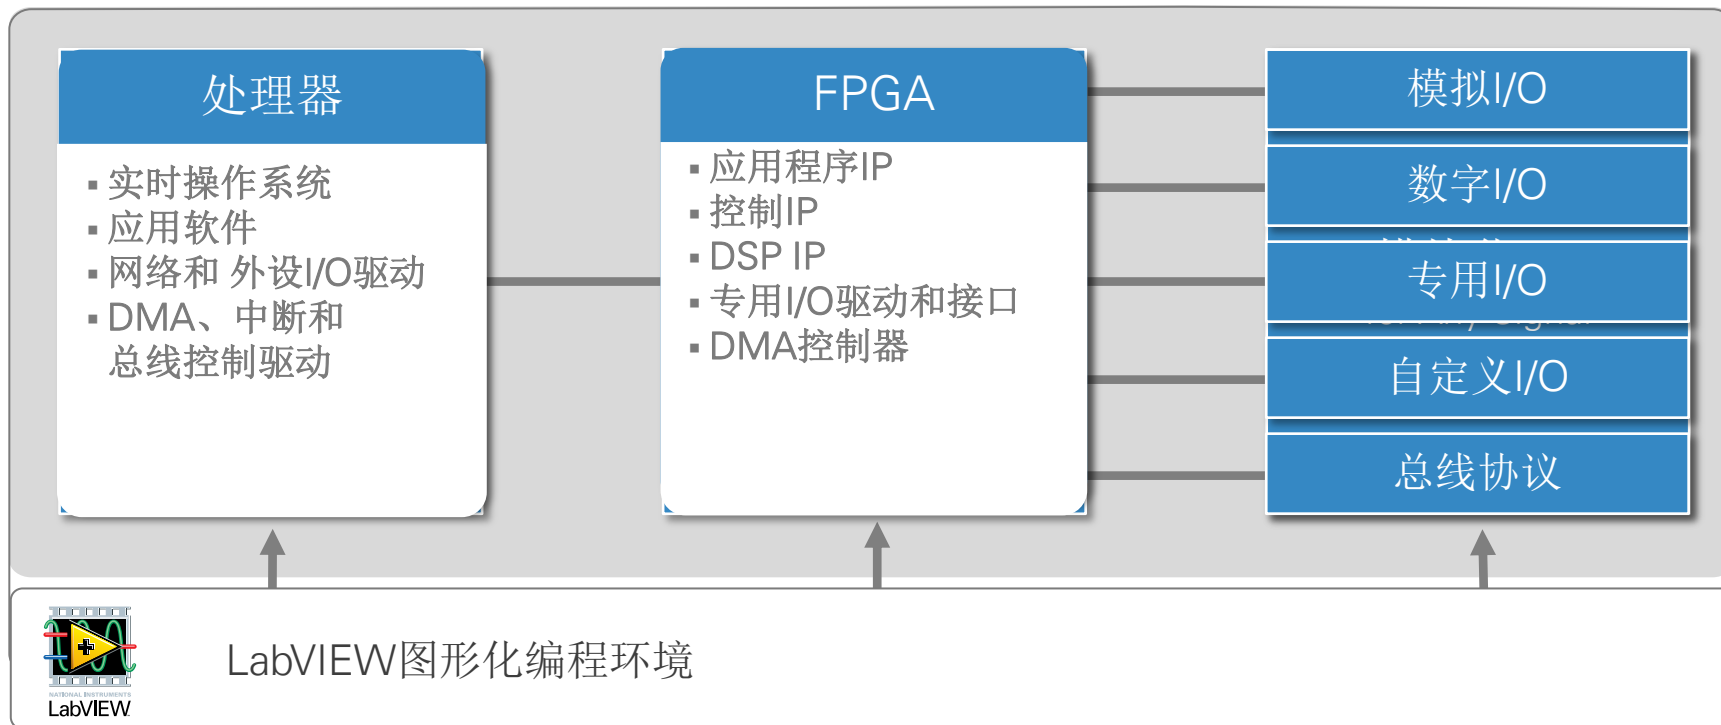 处理器
▪ 实时操作系统
▪ 应用软件
▪ 网络和 外设I/O驱动
▪ DMA、中断和
总线控制驱动
FPGA
▪ 应用程序IP
▪ 控制IP
▪ DSP IP
▪ 专用I/O驱动和接口
▪ DMA控制器
模拟I/O
数字I/O
专用I/O
自定义I/O
总线协议
NATIONAL INSTRUMENTS
LabVIEW
LabVIEW图形化编程环境